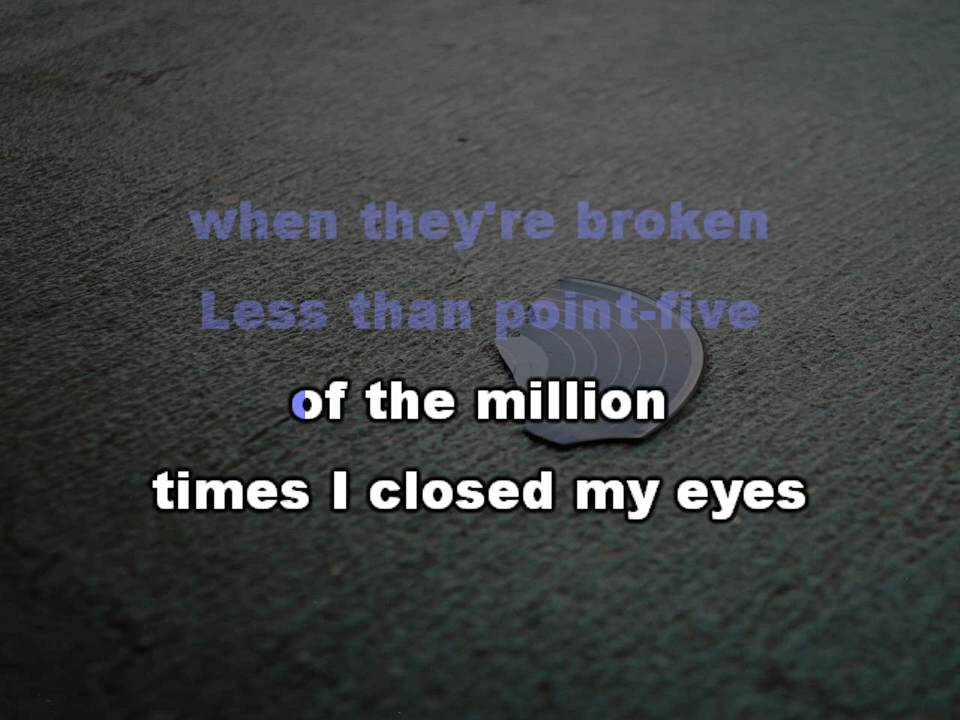 when they're broken
Less than point-five
of the million
times I closed my eyes